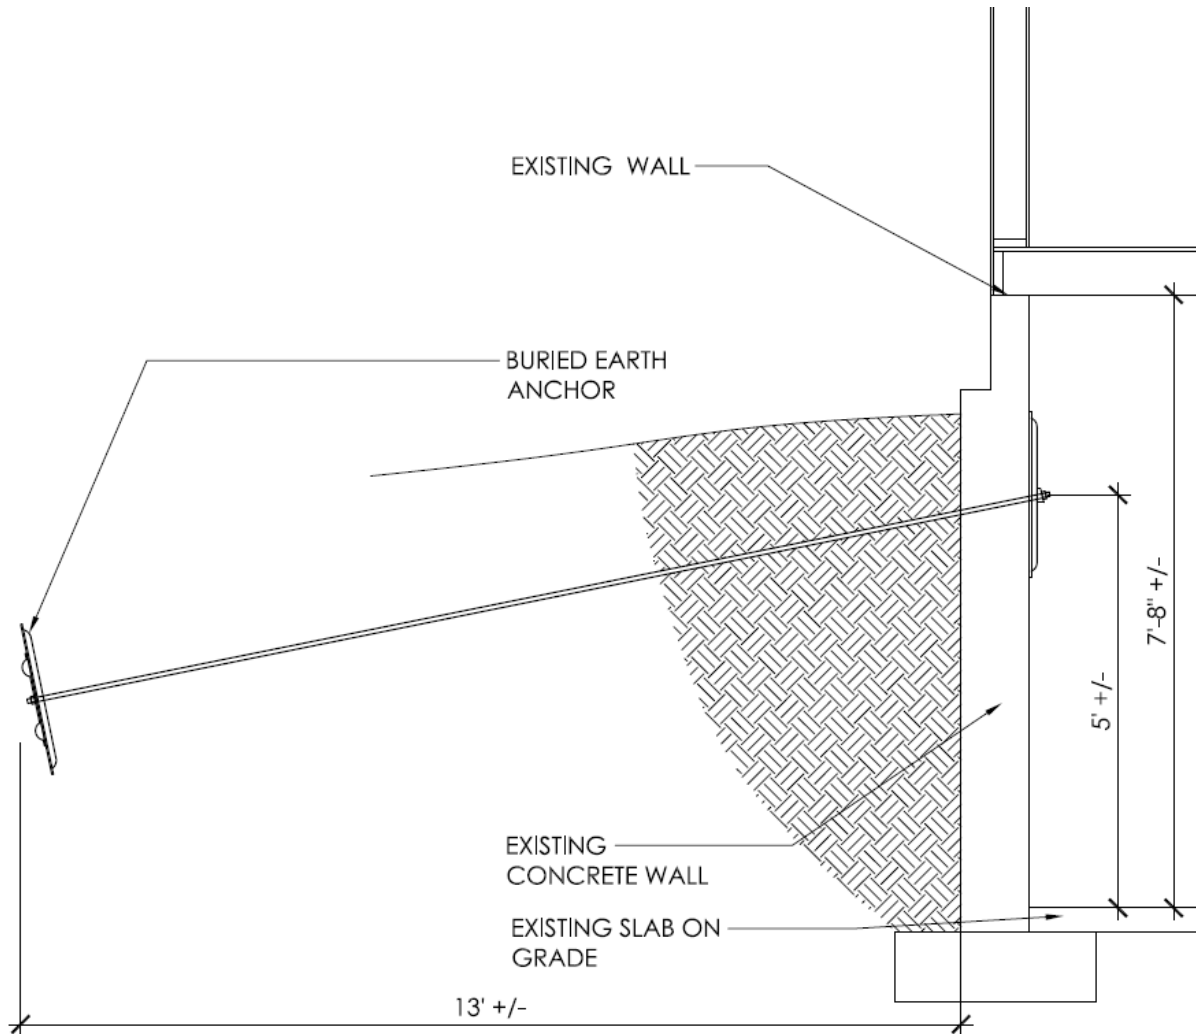 EXISTING WALL
BURIED EARTH
ANCHOR
7'-8" +/-
5' +/-
EXISTING
CONCRETE WALL
EXISTING SLAB ON
GRADE
13' +/-